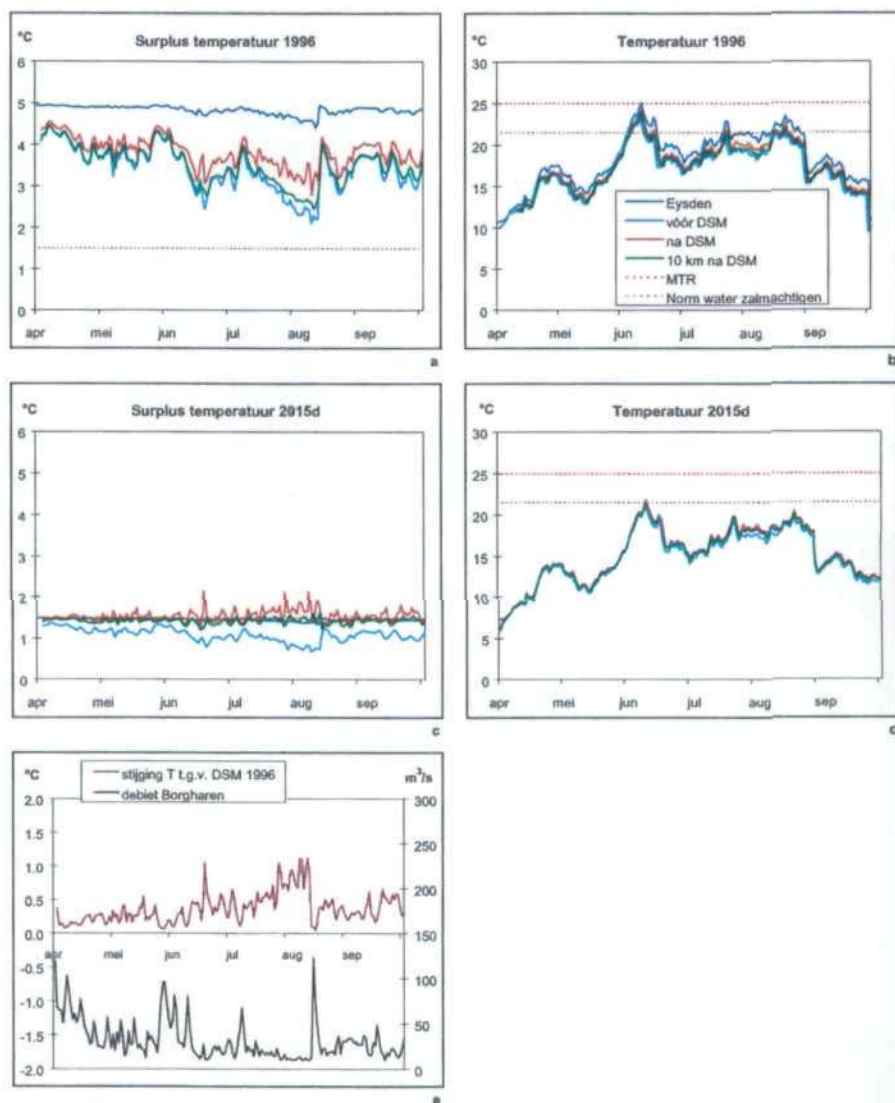 Surplus temperatuur 1996
°C
6
5
4
3
2
1
0
apr mei jun jul aug sep
a
Temperatuur 1996
°C
30
25
20
15
10
5
0
Eysden
vóór DSM
na DSM
10 km na DSM
MTR
Norm water zalmachtigen
apr mei jun jul aug sep
b
Surplus temperatuur 2015d
°C
6
5
4
3
2
1
0
apr mei jun jul aug sep
c
Temperatuur 2015d
°C
30
25
20
15
10
5
0
apr mei jun jul aug sep
d
°C
m³/s
stijging T t.g.v. DSM 1996
debiet Borgharen
2.0
1.5
1.0
0.5
0.0
-0.5
-1.0
-1.5
-2.0
300
250
200
150
100
50
0
apr mei jun jul aug sep
e